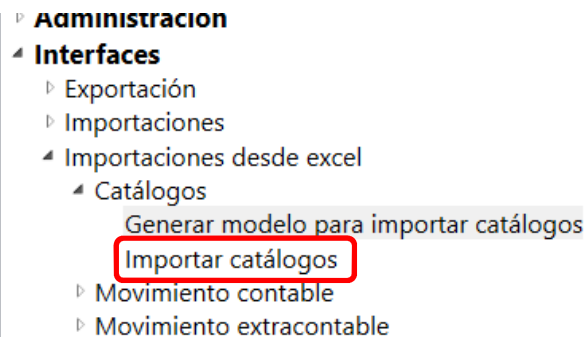 Administración
Interfaces
Exportación
Importaciones
Importaciones desde excel
Catálogos
Generar modelo para importar catálogos
Importar catálogos
Movimiento contable
Movimiento extracontable